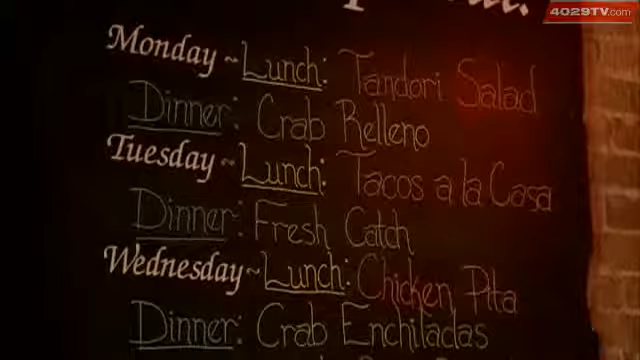 4029TV.com
Monday ~ Lunch: Tandori Salad
Dinner: Crab Relleno
Tuesday ~ Lunch: Tacos a la Casa
Dinner: Fresh Catch
Wednesday ~ Lunch: Chicken Pita
Dinner: Crab Enchiladas